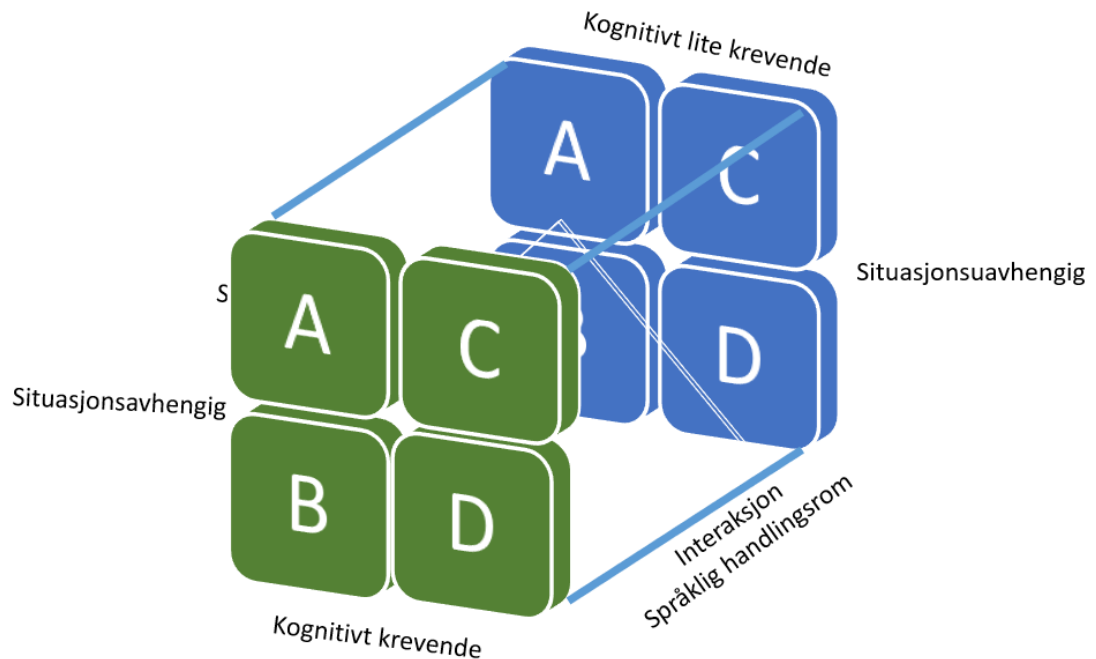 Kognitivt lite krevende
A
C
Situasjonsuavhengig
S
A
C
D
Situasjonsavhengig
B
D
Interaksjon
Språklig handlingsrom
Kognitivt krevende